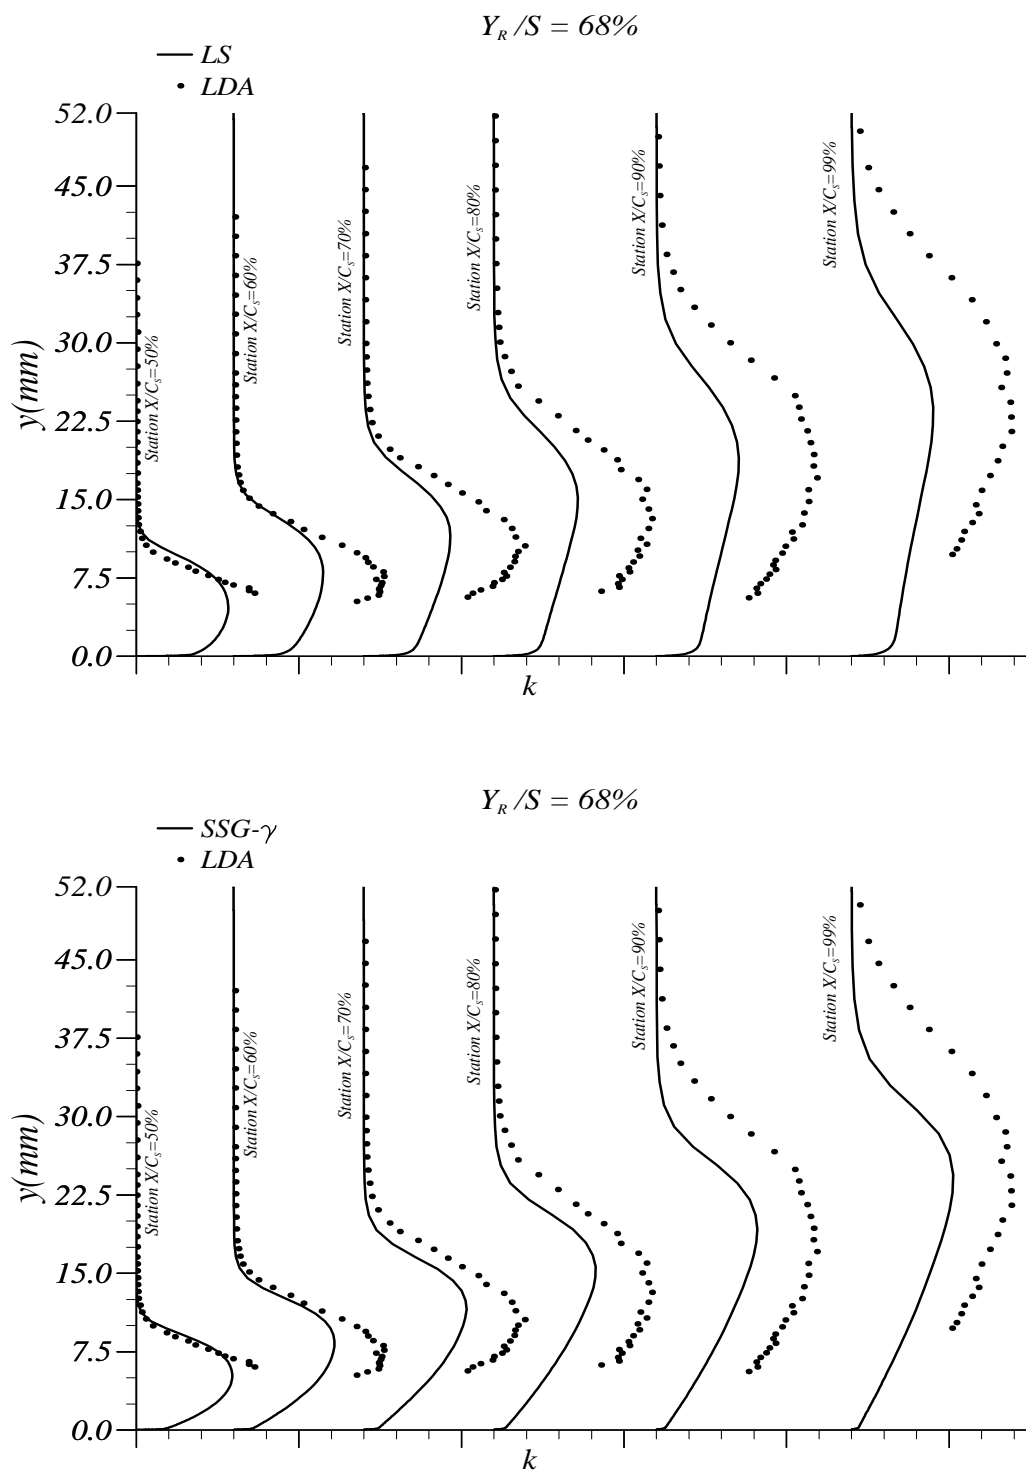 Y_R /S = 68%
LS
LDA
52.0
45.0
37.5
30.0
22.5
15.0
7.5
0.0
y(mm)
Station X/C_s=50%
Station X/C_s=60%
Station X/C_s=70%
Station X/C_s=80%
Station X/C_s=90%
Station X/C_s=99%
k
Y_R /S = 68%
SSG-γ
LDA
52.0
45.0
37.5
30.0
22.5
15.0
7.5
0.0
y(mm)
Station X/C_s=50%
Station X/C_s=60%
Station X/C_s=70%
Station X/C_s=80%
Station X/C_s=90%
Station X/C_s=99%
k